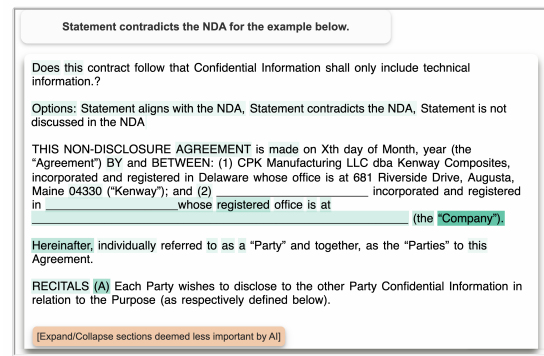 Statement contradicts the NDA for the example below.
Does this contract follow that Confidential Information shall only include technical
information.?
Options: Statement aligns with the NDA, Statement contradicts the NDA, Statement is not
discussed in the NDA
THIS NON-DISCLOSURE AGREEMENT is made on Xth day of Month, year (the
“Agreement”) BY and BETWEEN: (1) CPK Manufacturing LLC dba Kenway Composites,
incorporated and registered in Delaware whose office is at 681 Riverside Drive, Augusta,
Maine 04330 (“Kenway”); and (2) _________________________ incorporated and registered
in ______________________whose registered office is at
______________________________________________________________ (the “Company”).
Hereinafter, individually referred to as a “Party” and together, as the “Parties” to this
Agreement.
RECITALS (A) Each Party wishes to disclose to the other Party Confidential Information in
relation to the Purpose (as respectively defined below).
[Expand/Collapse sections deemed less important by AI]